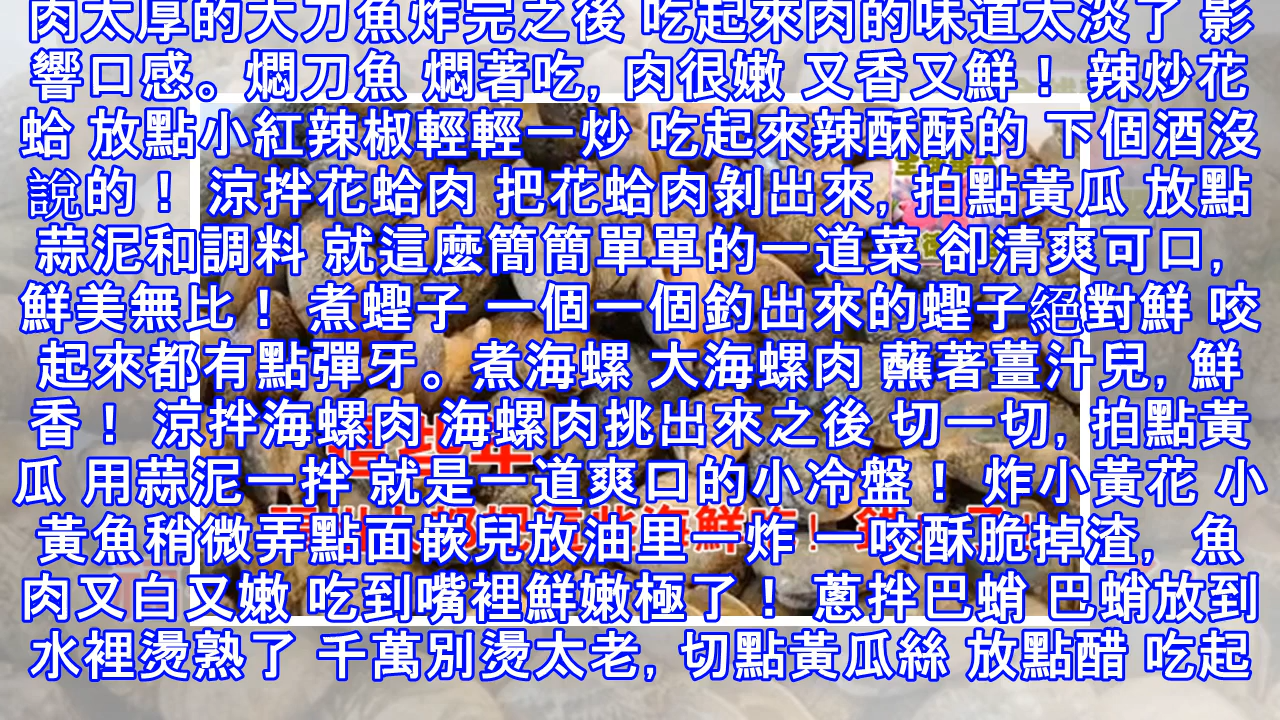 肉太厚的大刀魚炸完之後 吃起來肉的味道太淡了 影
響口感。燜刀魚 燜著吃, 肉很嫩 又香又鮮！ 辣炒花
蛤 放點小紅辣椒輕輕一炒 吃起來辣酥酥的 下個酒沒
說的！ 涼拌花蛤肉 把花蛤肉剝出來, 拍點黃瓜 放點
蒜泥和調料 就這麼簡簡單單的一道菜 卻清爽可口,
鮮美無比！ 煮蟶子 一個一個釣出來的蟶子絕對鮮 咬
起來都有點彈牙。煮海螺 大海螺肉 蘸著薑汁兒, 鮮
香！ 涼拌海螺肉 海螺肉挑出來之後 切一切, 拍點黃
瓜 用蒜泥一拌 就是一道爽口的小冷盤！ 炸小黃花 小
黃魚稍微弄點面嵌兒放油里一炸 一咬酥脆掉渣, 魚
肉又白又嫩 吃到嘴裡鮮嫩極了！ 蔥拌巴蛸 巴蛸放到
水裡燙熟了 千萬別燙太老, 切點黃瓜絲 放點醋 吃起